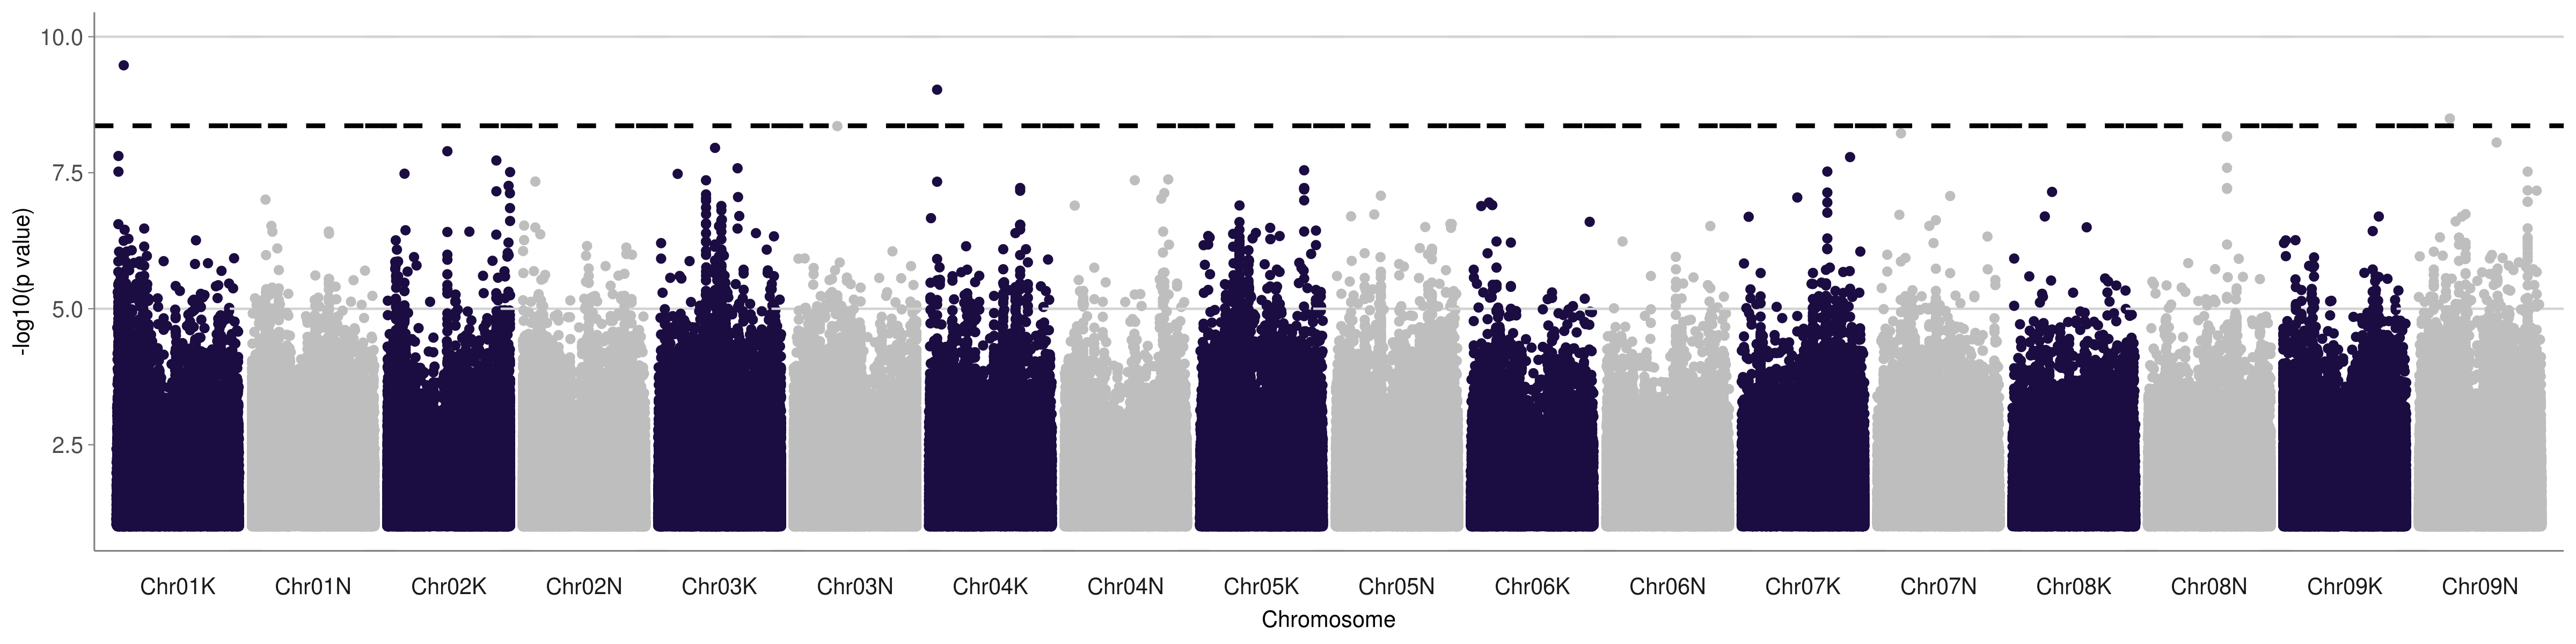 10.0
7.5
5.0
2.5
-log10(p value)
Chr01K Chr01N Chr02K Chr02N Chr03K Chr03N Chr04K Chr04N Chr05K Chr05N Chr06K Chr06N Chr07K Chr07N Chr08K Chr08N Chr09K Chr09N
Chromosome